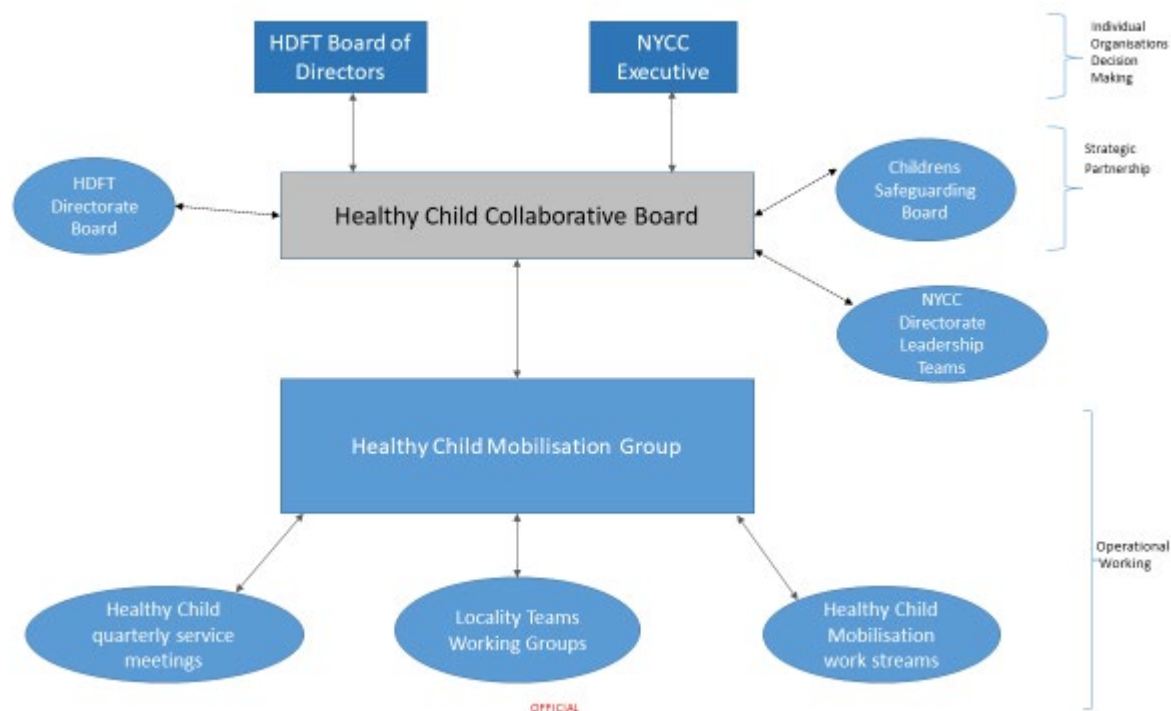 HDFT Board of
Directors
NYCC
Executive
Individual
Organisations
Decision
Making
HDFT
Directorate
Board
Healthy Child Collaborative Board
Childrens
Safeguarding
Board
Strategic
Partnership
NYCC
Directorate
Leadership
Teams
Healthy Child Mobilisation Group
Operational
Working
Healthy Child
quarterly service
meetings
Locality Teams
Working Groups
Healthy Child
Mobilisation
work streams
OFFICIAL